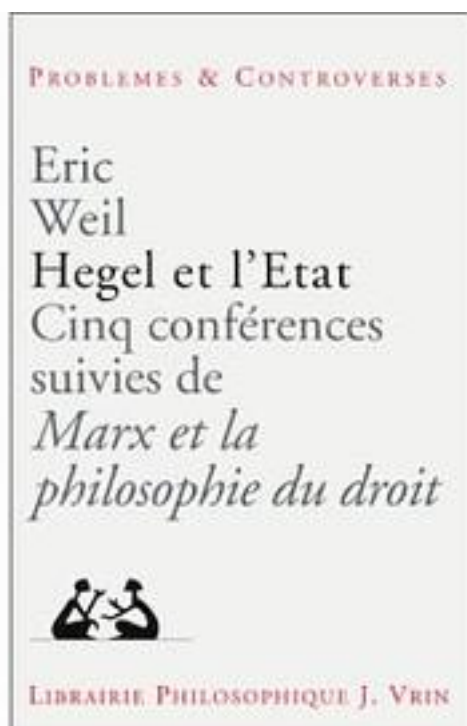 PROBLEMES & CONTROVERSES
Eric
Weil
Hegel et l'Etat
Cinq conférences
suivies de
Marx et la
philosophie du droit
LIBRAIRIE PHILOSOPHIQUE J. VRIN